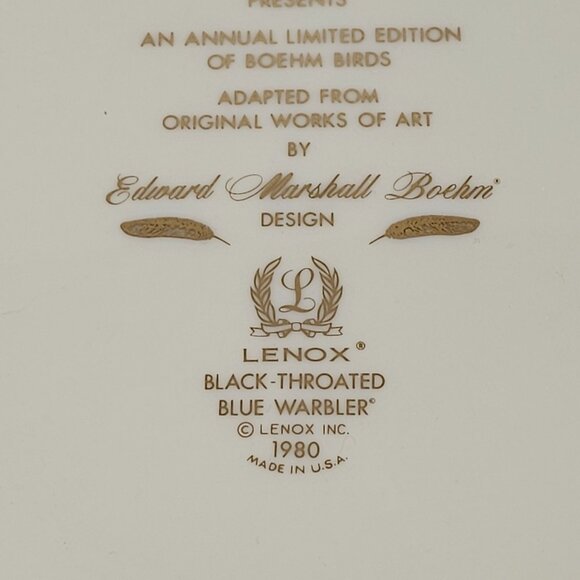 PRESENTS
AN ANNUAL LIMITED EDITION
OF BOEHM BIRDS
ADAPTED FROM
ORIGINAL WORKS OF ART
BY
Edward Marshall Boehm®
DESIGN
L
LENOX®
BLACK-THROATED
BLUE WARBLER©
© LENOX INC.
1980
MADE IN U.S.A.